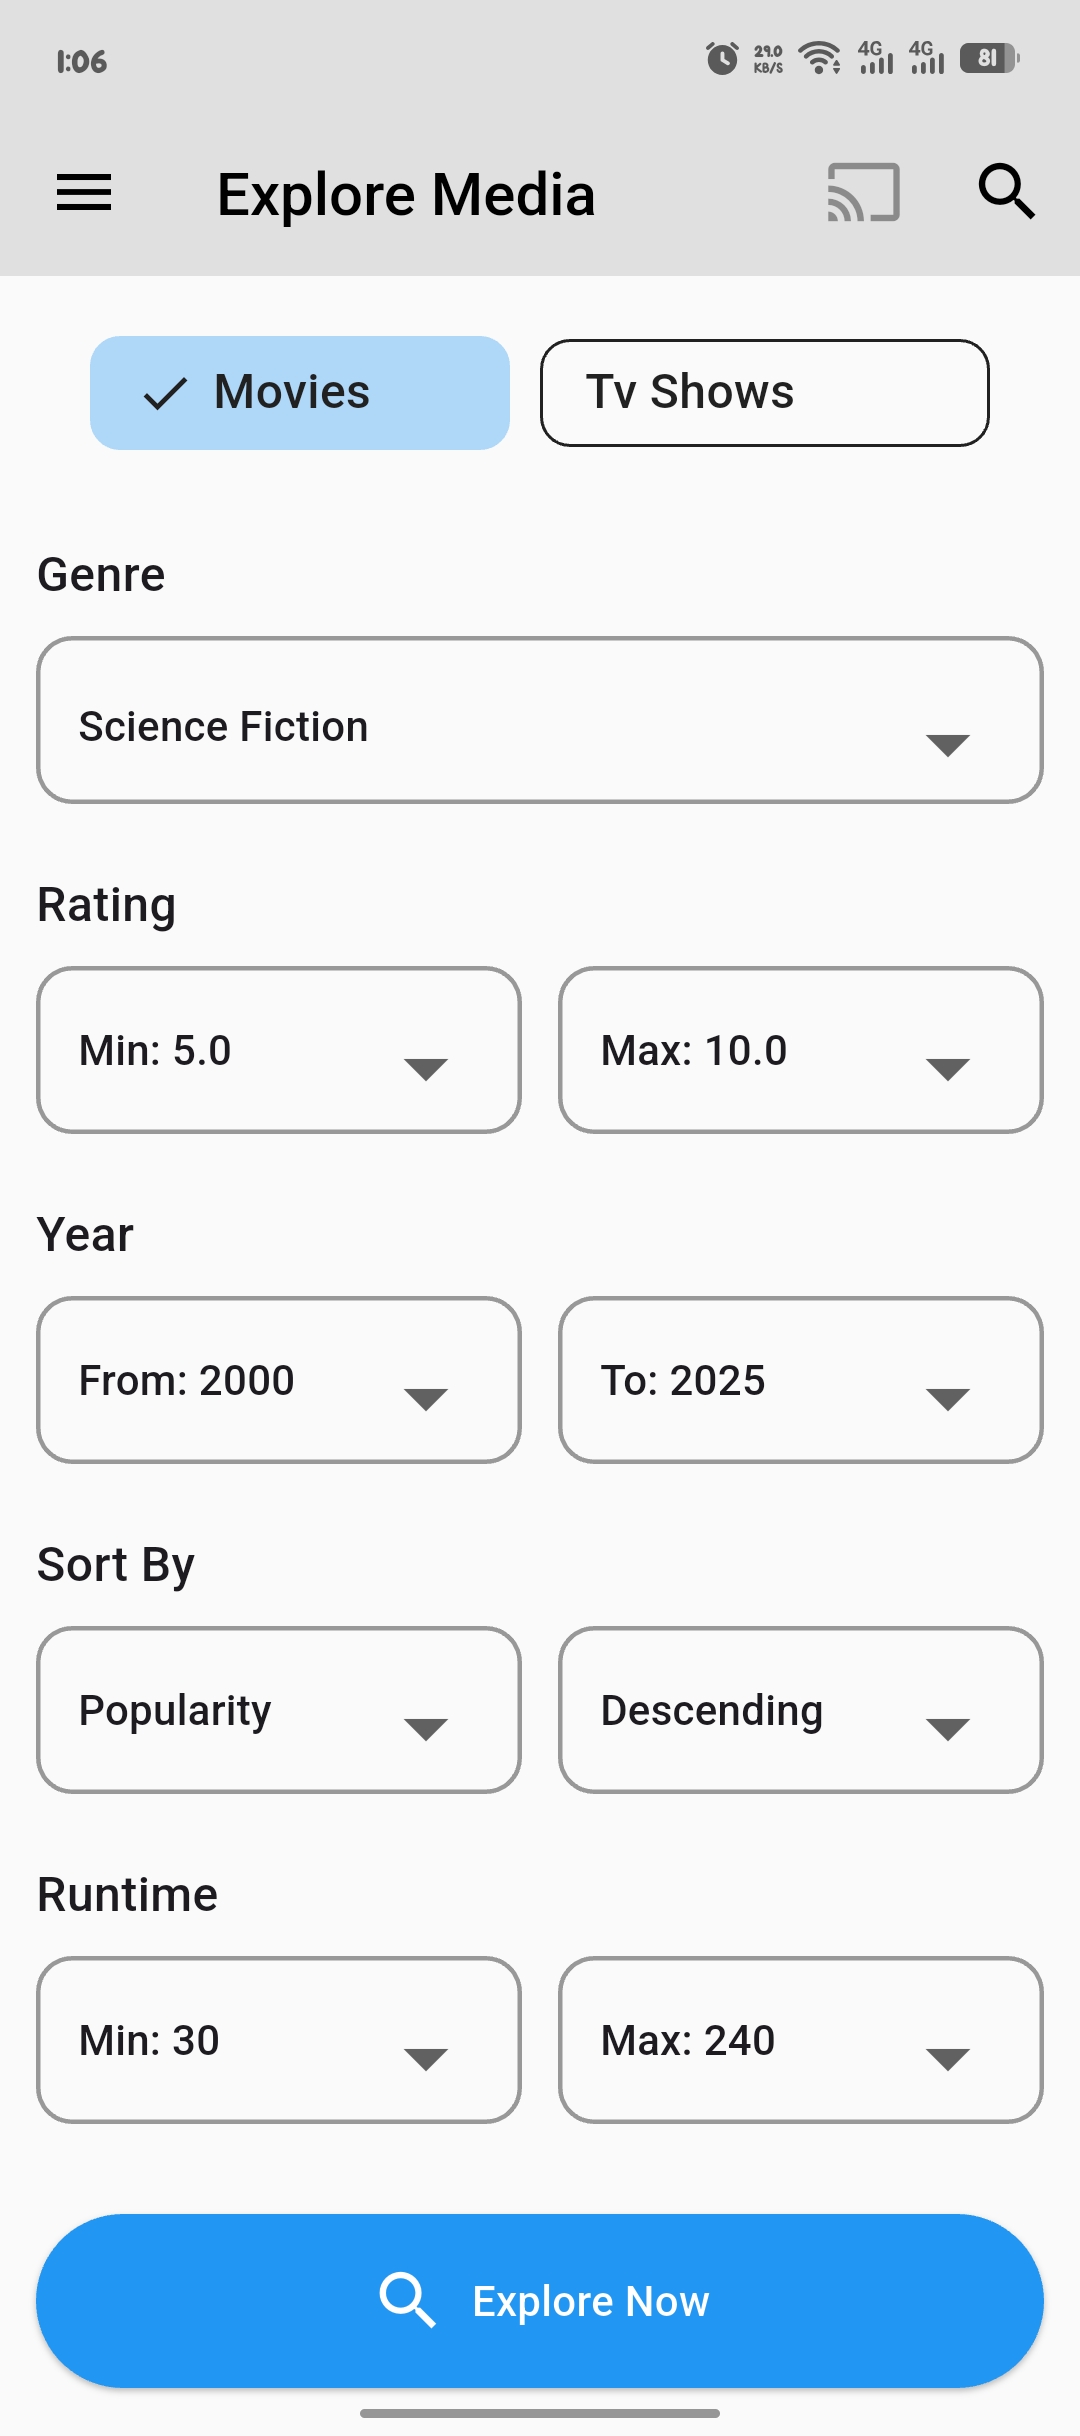 1:06
29.0
KB/S
4G
4G
81
Explore Media
Movies
Tv Shows
Genre
Science Fiction
Rating
Min: 5.0
Max: 10.0
Year
From: 2000
To: 2025
Sort By
Popularity
Descending
Runtime
Min: 30
Max: 240
Explore Now